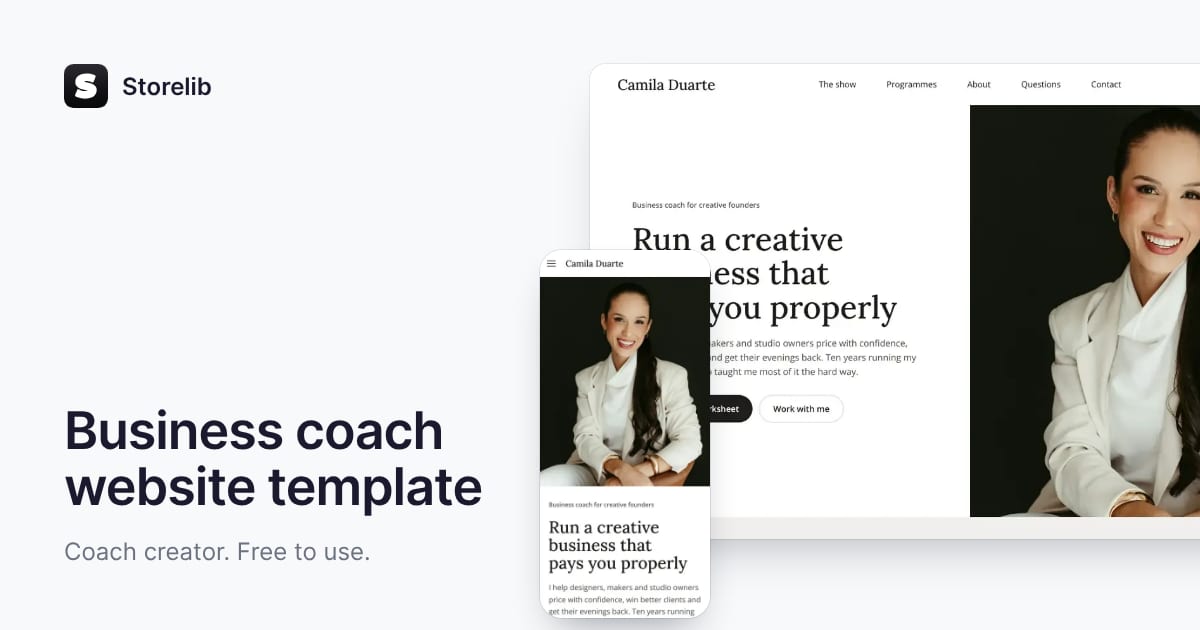 Storelib
Business coach
website template
Coach creator. Free to use.
Camila Duarte
The show
Programmes
About
Questions
Contact
Business coach for creative founders
Run a creative
ess that
you properly
akers and studio owners price with confidence,
nd get their evenings back. Ten years running my
taught me most of it the hard way.
ksheet
Work with me
Camila Duarte
Business coach for creative founders
Run a creative
business that
pays you properly
I help designers, makers and studio owners
price with confidence, win better clients and
get their evenings back. Ten years running